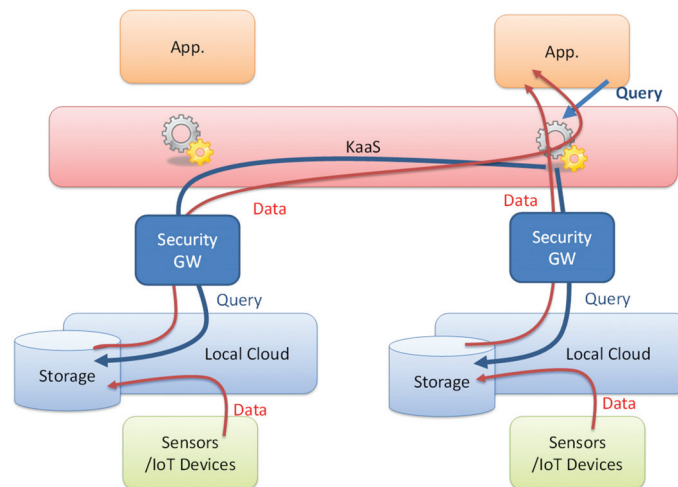 App.
App.
Query
KaaS
Data
Data
Security
GW
Security
GW
Query
Query
Storage
Local Cloud
Storage
Local Cloud
Data
Data
Sensors
/IoT Devices
Sensors
/IoT Devices